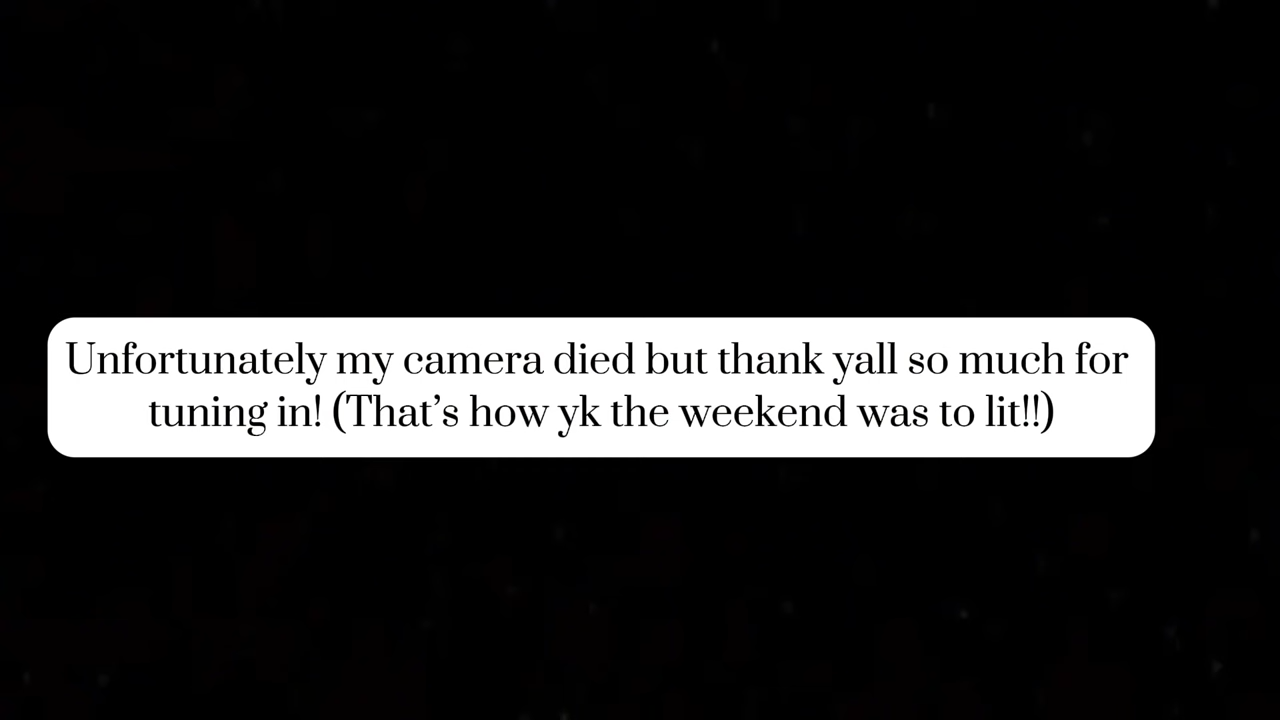 Unfortunately my camera died but thank yall so much for
tuning in! (That’s how yk the weekend was to lit!!)